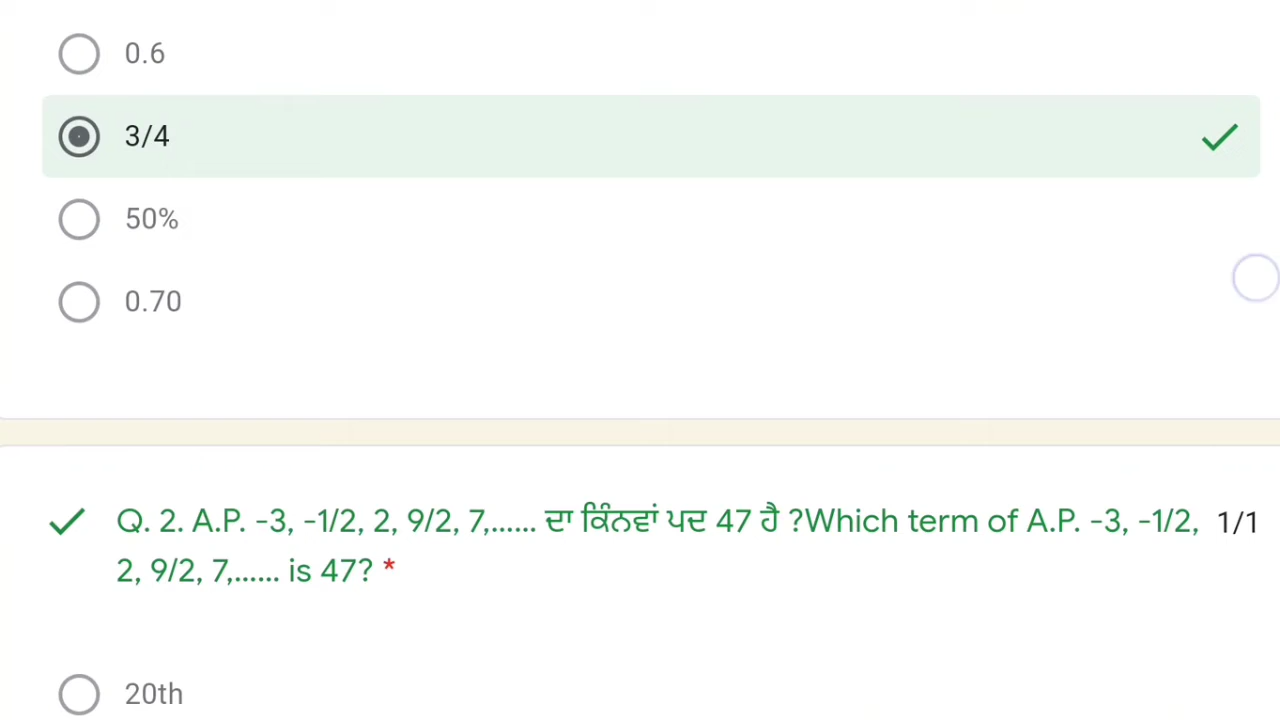 0.6
3/4
50%
0.70
Q. 2. A.P. -3, -1/2, 2, 9/2, 7,...... ਦਾ ਕਿੰਨਵਾਂ ਪਦ 47 ਹੈ ?Which term of A.P. -3, -1/2, 1/1
2, 9/2, 7,...... is 47? *
20th